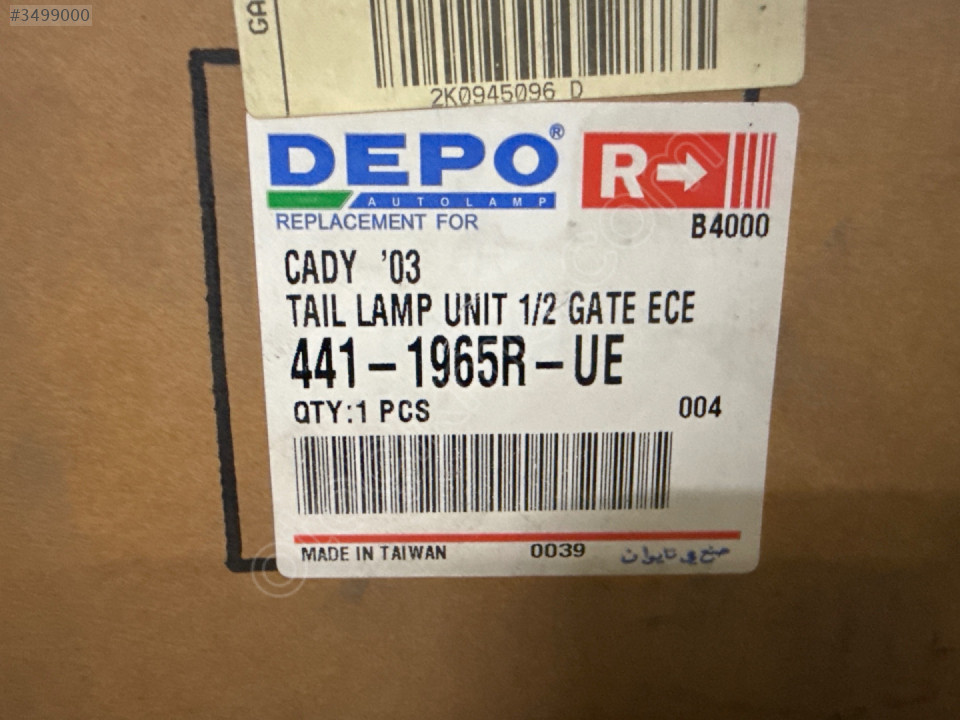 #3499000
GA
2K0945096 D
DEPO®
AUTOLAMP
R→
REPLACEMENT FOR
B4000
CADY '03
TAIL LAMP UNIT 1/2 GATE ECE
441-1965R-UE
QTY:1 PCS
004
MADE IN TAIWAN
0039
صنع في تايوان